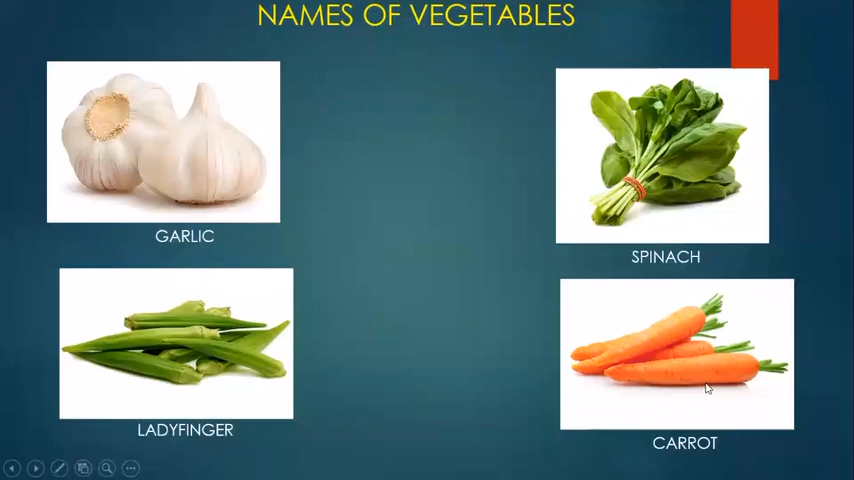 NAMES OF VEGETABLES
GARLIC
SPINACH
LADYFINGER
CARROT